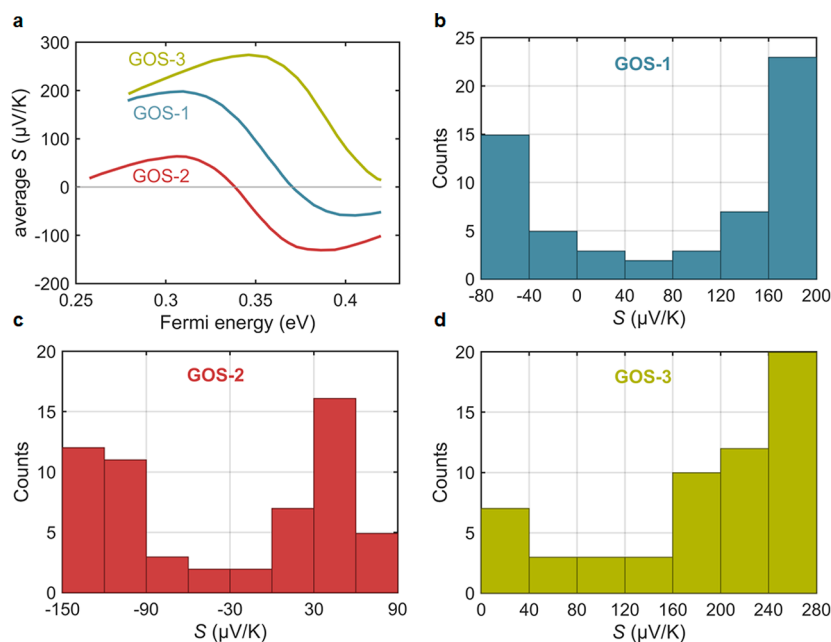 a
300
200
100
0
-100
-200
average S (µV/K)
GOS-3
GOS-1
GOS-2
0.25 0.3 0.35 0.4
Fermi energy (eV)
b
25
20
15
10
5
0
Counts
GOS-1
-80 -40 0 40 80 120 160 200
S (µV/K)
c
20
15
10
5
0
Counts
GOS-2
-150 -90 -30 30 90
S (µV/K)
d
20
15
10
5
0
Counts
GOS-3
0 40 80 120 160 200 240 280
S (µV/K)